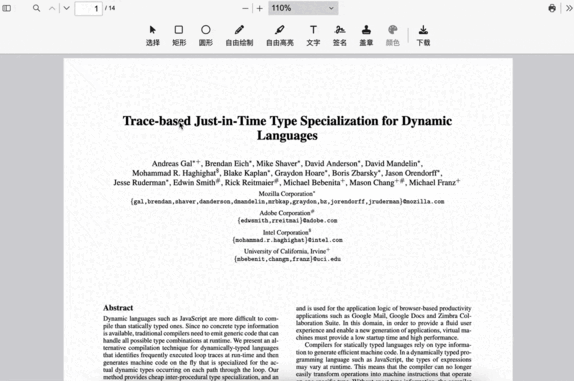 1 / 14 110%
选择 矩形 圆形 自由绘制 自由高亮 文字 签名 盖章 颜色 下载
Trace-based Just-in-Time Type Specialization for Dynamic
Languages
Andreas Gal*+, Brendan Eich*, Mike Shaver*, David Anderson*, David Mandelin*,
Mohammad R. Haghighat$, Blake Kaplan*, Graydon Hoare*, Boris Zbarsky*, Jason Orendorff*,
Jesse Ruderman*, Edwin Smith#, Rick Reitmaier#, Michael Bebenita+, Mason Chang+#, Michael Franz+
Mozilla Corporation*
{gal,brendan,shaver,danderson,dmandelin,mrbkap,graydon,bz,jorendorff,jruderman}@mozilla.com
Adobe Corporation#
{edwsmith,rreitmai}@adobe.com
Intel Corporation$
{mohammad.r.haghighat}@intel.com
University of California, Irvine+
{mbebenit,changm,franz}@uci.edu
Abstract
Dynamic languages such as JavaScript are more difficult to com-
pile than statically typed ones. Since no concrete type information
is available, traditional compilers need to emit generic code that can
handle all possible type combinations at runtime. We present an al-
ternative compilation technique for dynamically-typed languages
that identifies frequently executed loop traces at run-time and then
generates machine code on the fly that is specialized for the ac-
tual dynamic types occurring on each path through the loop. Our
method provides cheap inter-procedural type specialization, and an
and is used for the application logic of browser-based productivity
applications such as Google Mail, Google Docs and Zimbra Col-
laboration Suite. In this domain, in order to provide a fluid user
experience and enable a new generation of applications, virtual ma-
chines must provide a low startup time and high performance.
Compilers for statically typed languages rely on type informa-
tion to generate efficient machine code. In a dynamically typed pro-
gramming language such as JavaScript, the types of expressions
may vary at runtime. This means that the compiler can no longer
easily transform operations into machine instructions that operate